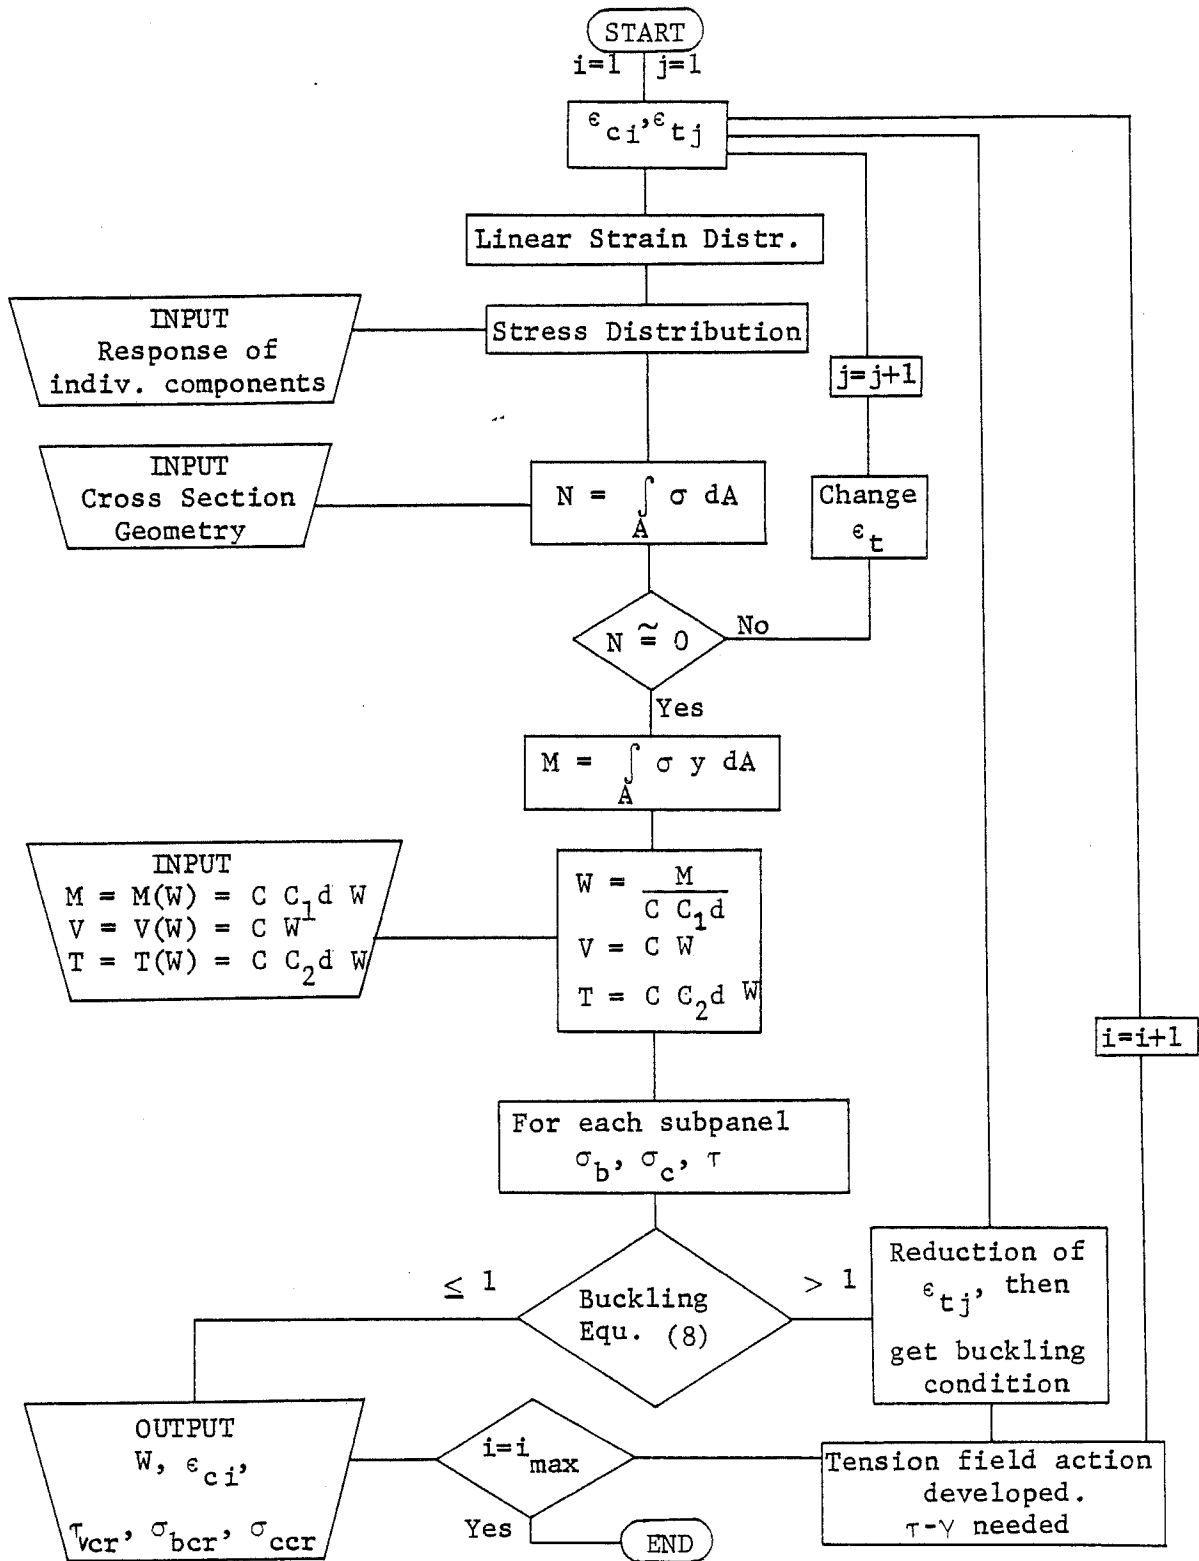 START
i=1 j=1
ϵci,ϵtj
Linear Strain Distr.
INPUT
Response of
indiv. components
Stress Distribution
j=j+1
INPUT
Cross Section
Geometry
N = ∫A σ dA
Change
ϵt
N ≅ 0
No
Yes
M = ∫A σ y dA
INPUT
M = M(W) = C C1d W
V = V(W) = C W
T = T(W) = C C2d W
W = M / C C1d
V = C W
T = C C2d W
i=i+1
For each subpanel
σb, σc, τ
≤ 1
Buckling
Equ. (8)
> 1
Reduction of
ϵtj, then
get buckling
condition
OUTPUT
W, ϵci,
τvcr, σbcr, σccr
i=imax
Yes
END
Tension field action
developed.
τ-γ needed